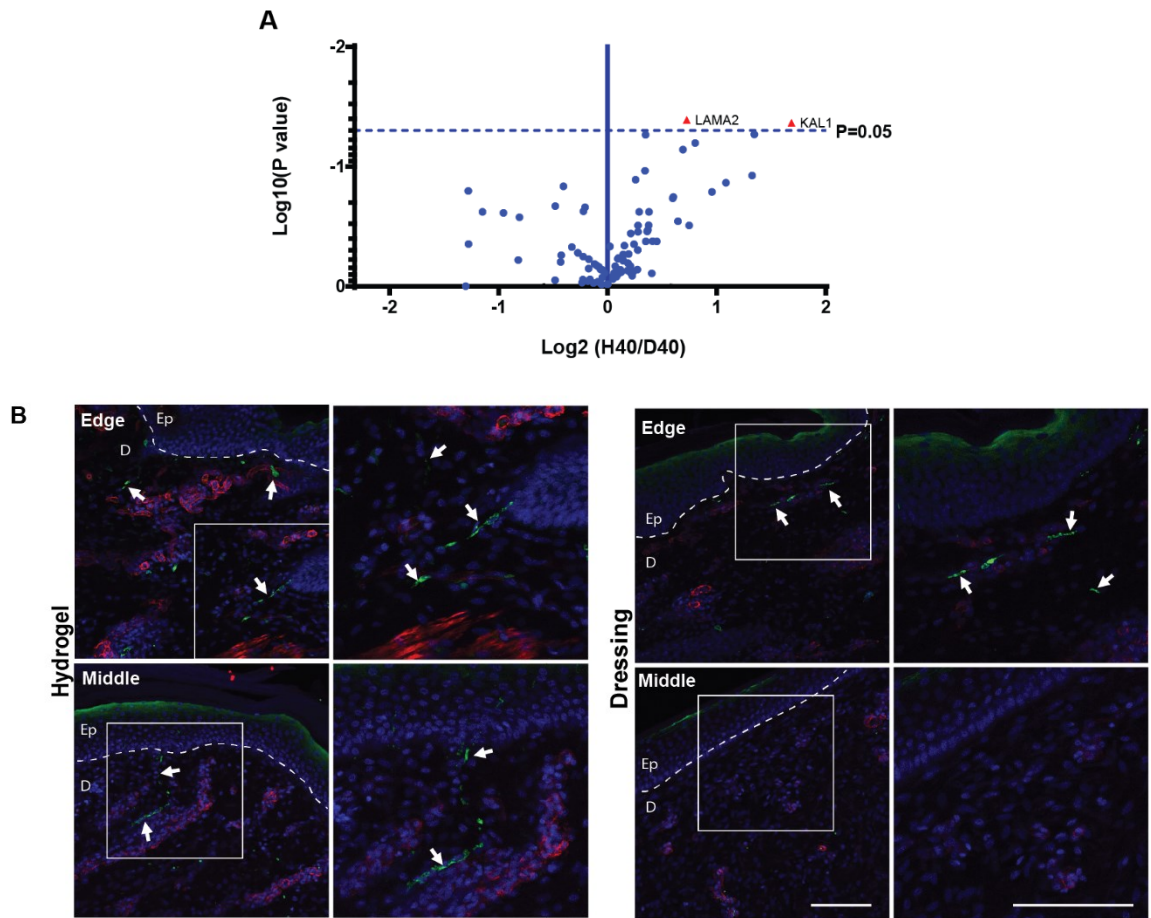 A
-2
-1
0
Log10(P value)
LAMA2
KAL1
P=0.05
-2
-1
0
1
2
Log2 (H40/D40)
B
Hydrogel
Edge
Ep
D
Middle
Ep
D
Dressing
Edge
Ep
D
Middle
Ep
D